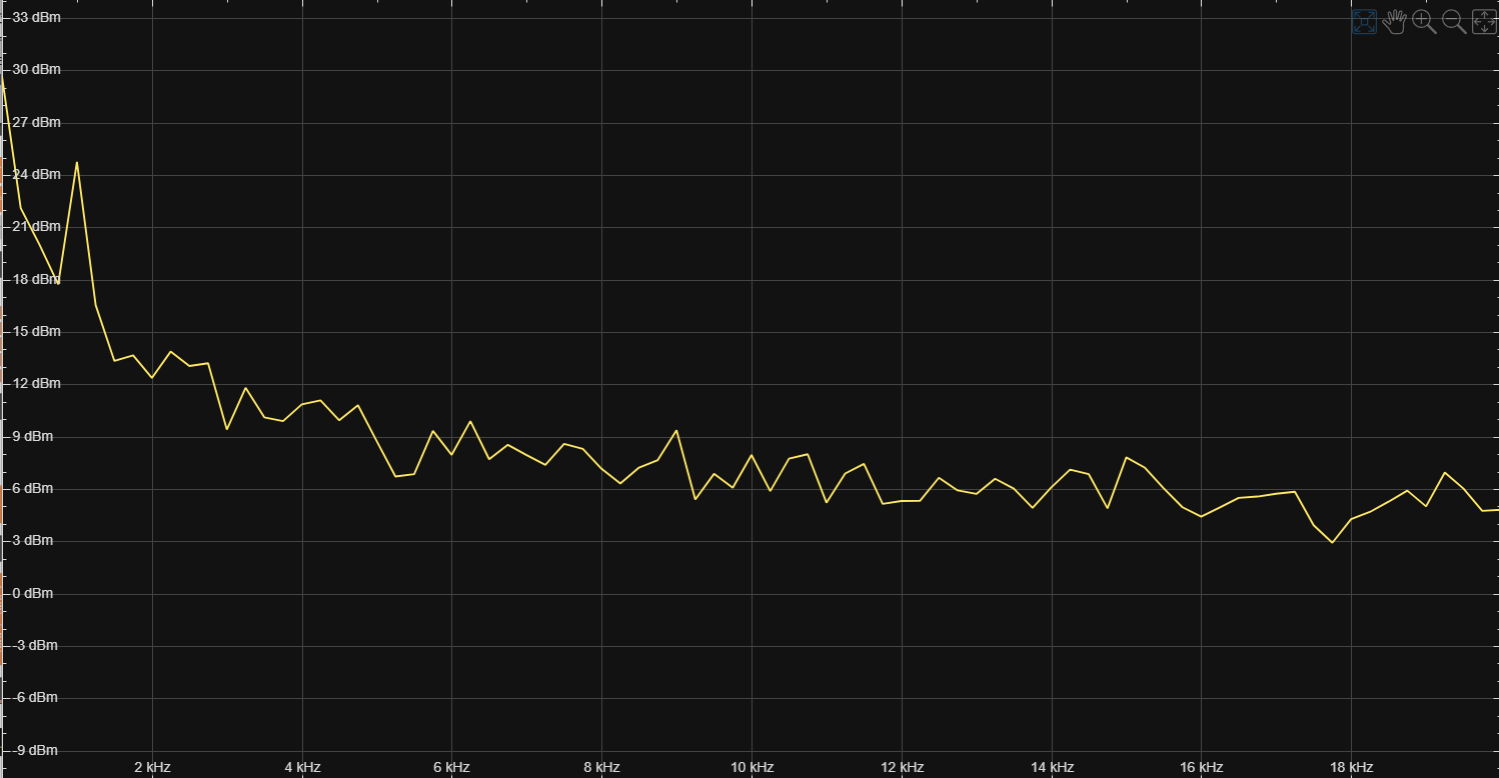 33 dBm
30 dBm
27 dBm
24 dBm
21 dBm
18 dBm
15 dBm
12 dBm
9 dBm
6 dBm
3 dBm
0 dBm
-3 dBm
-6 dBm
-9 dBm
2 kHz 4 kHz 6 kHz 8 kHz 10 kHz 12 kHz 14 kHz 16 kHz 18 kHz